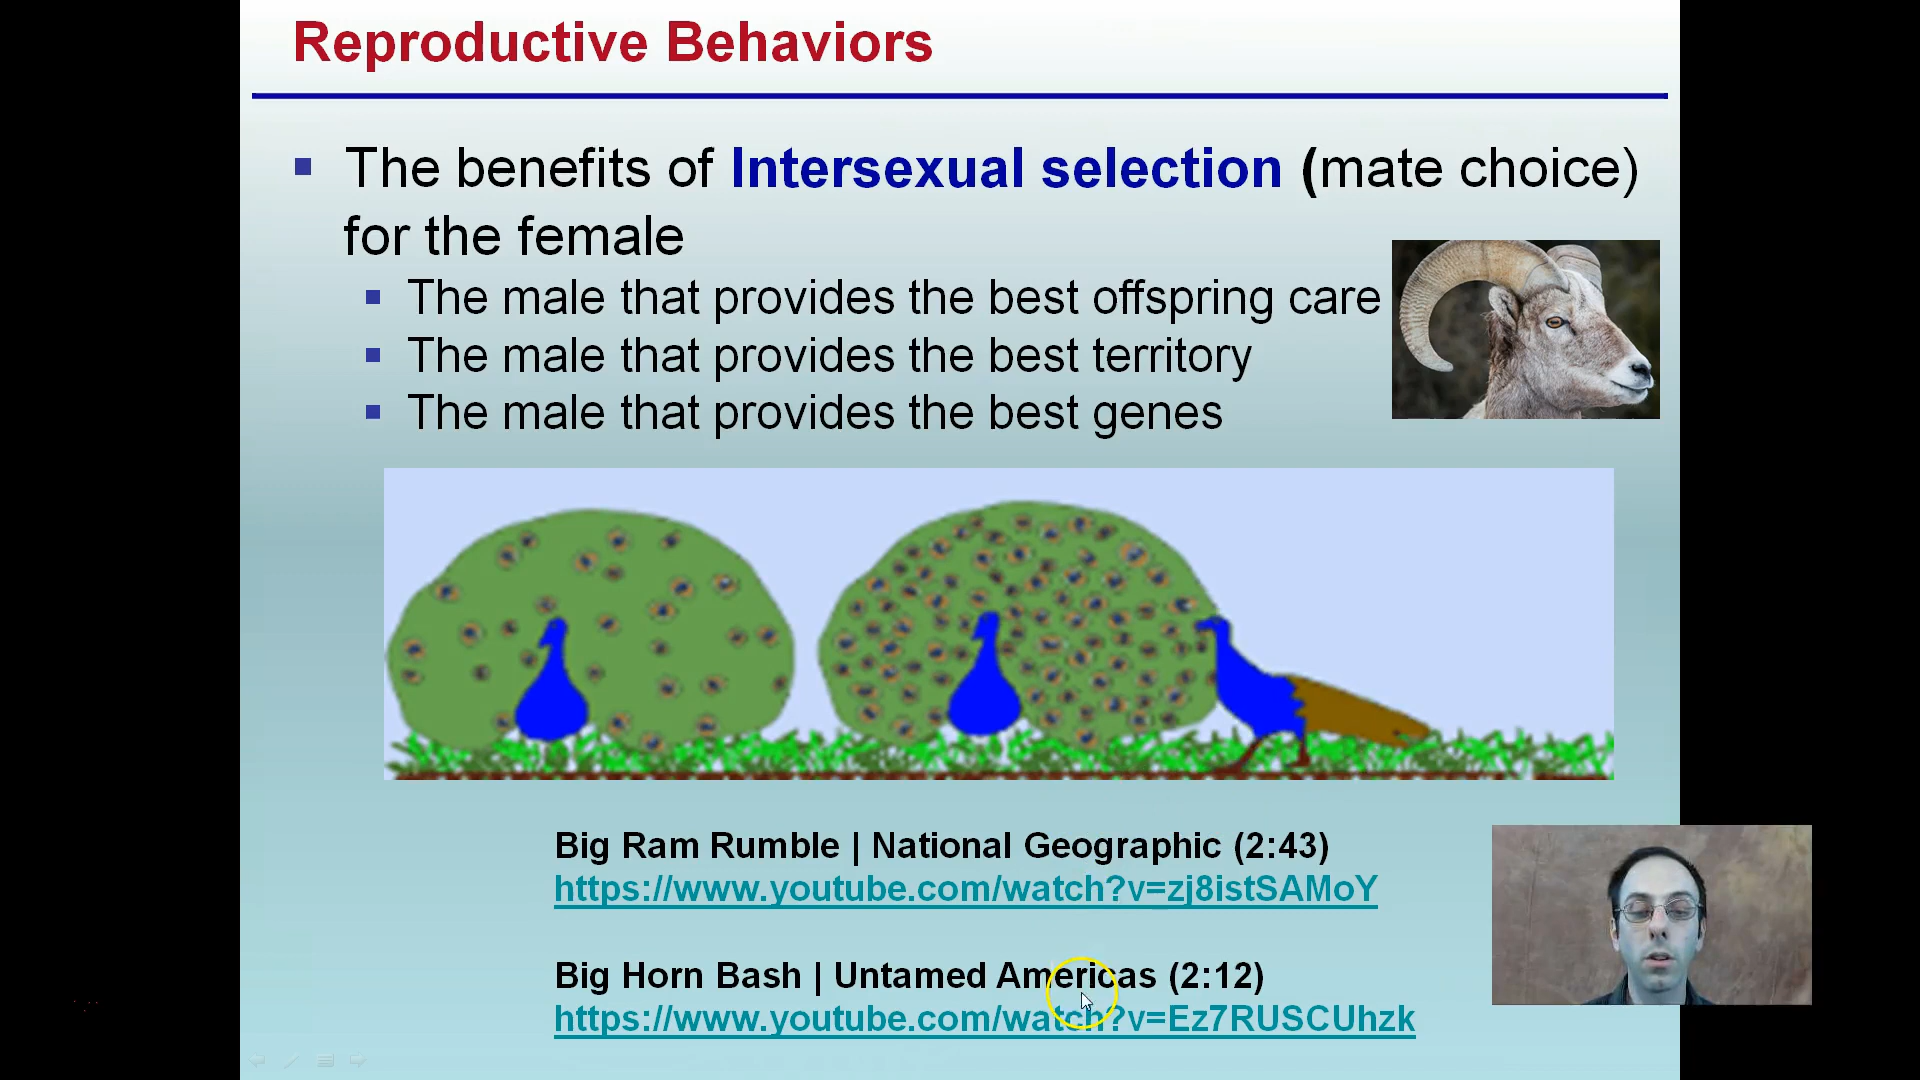 Reproductive Behaviors
The benefits of Intersexual selection (mate choice)
for the female
The male that provides the best offspring care
The male that provides the best territory
The male that provides the best genes
Big Ram Rumble | National Geographic (2:43)
https://www.youtube.com/watch?v=zj8istSAMoY
Big Horn Bash | Untamed Americas (2:12)
https://www.youtube.com/watch?v=Ez7RUSCUhzk